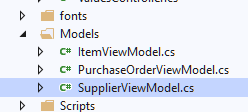 fonts
Models
C# ItemViewModel.cs
C# PurchaseOrderViewModel.cs
C# SupplierViewModel.cs
Scripts